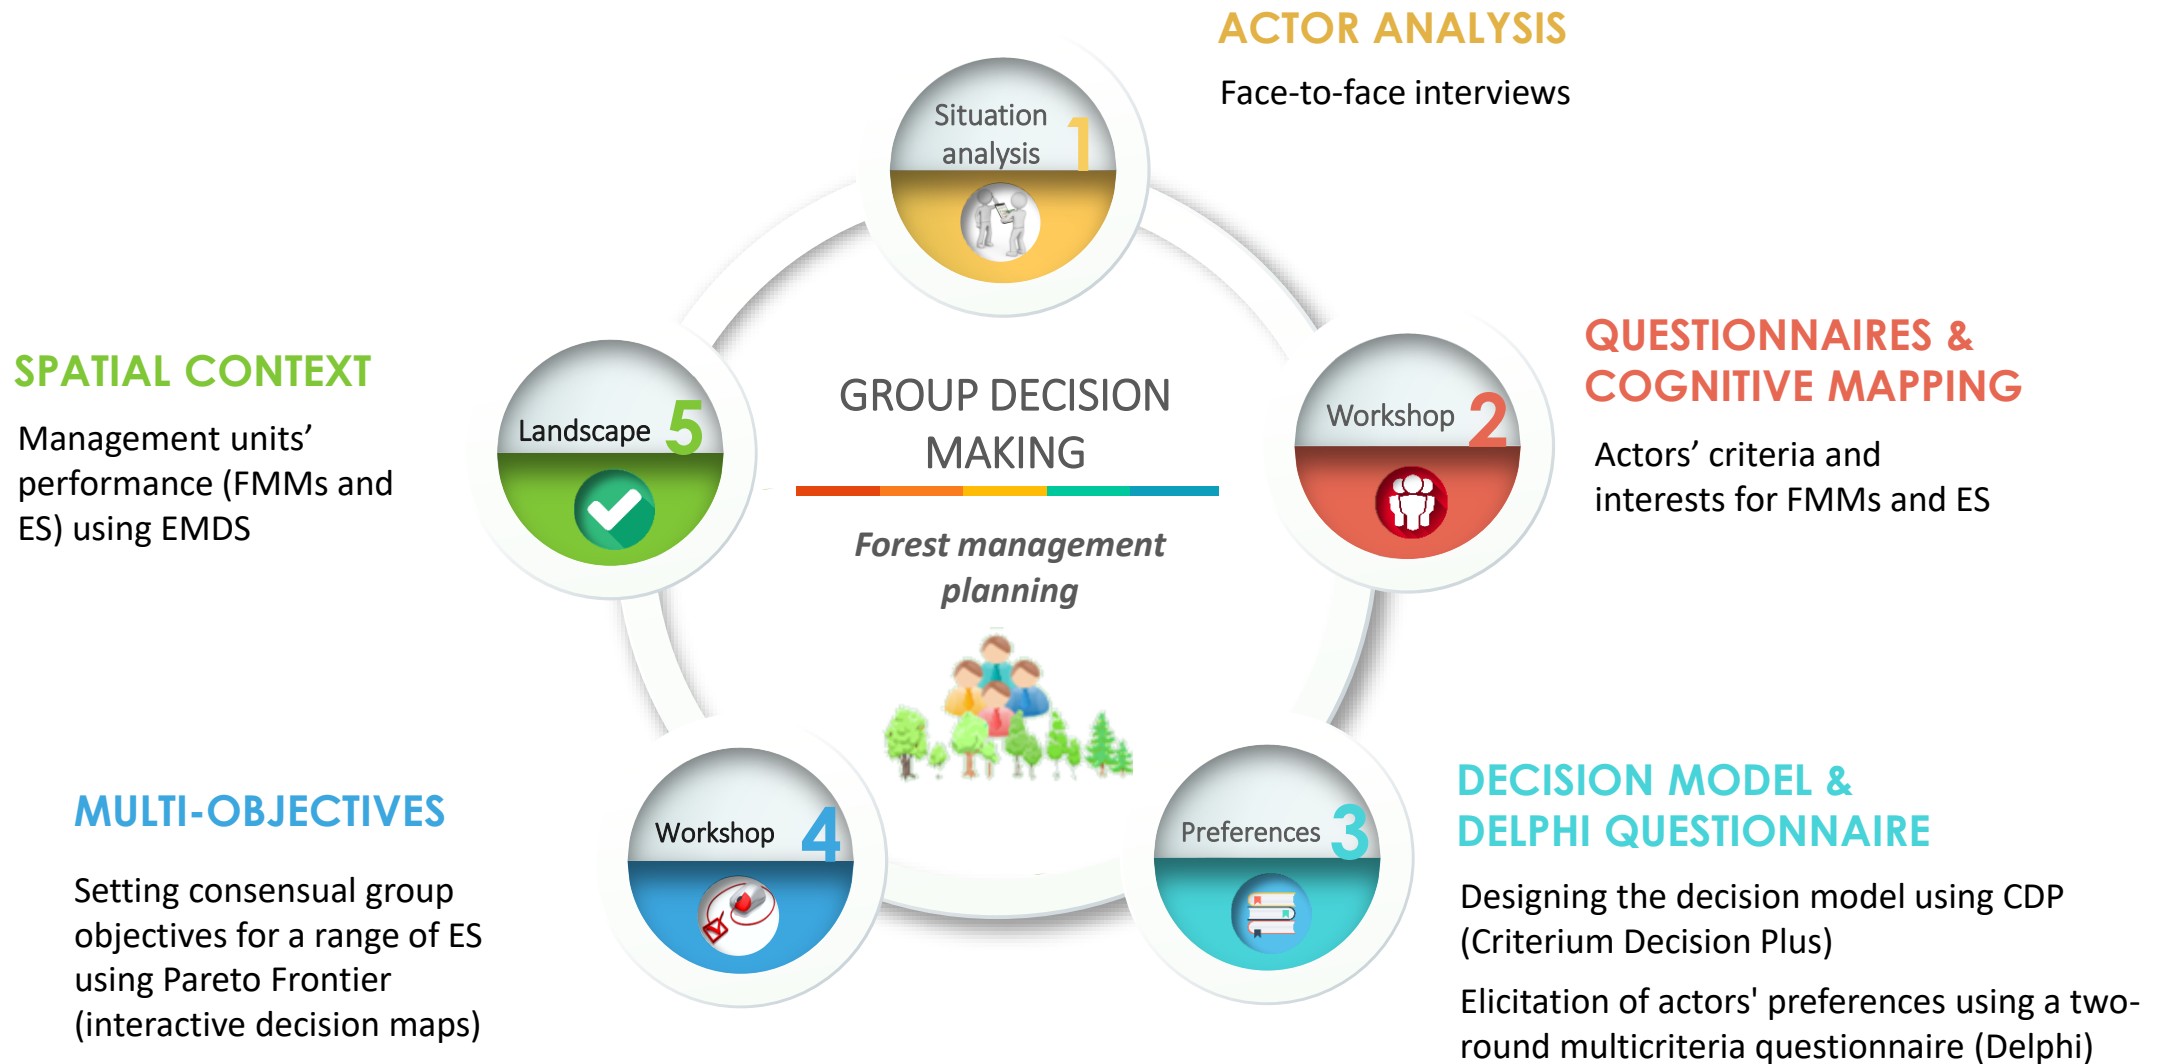 ACTOR ANALYSIS
Face-to-face interviews
Situation
analysis
1
QUESTIONNAIRES &
COGNITIVE MAPPING
Actors’ criteria and
interests for FMMs and ES
Workshop 2
DECISION MODEL &
DELPHI QUESTIONNAIRE
Designing the decision model using CDP
(Criterium Decision Plus)
Elicitation of actors' preferences using a two-
round multicriteria questionnaire (Delphi)
Preferences 3
MULTI-OBJECTIVES
Setting consensual group
objectives for a range of ES
using Pareto Frontier
(interactive decision maps)
Workshop 4
SPATIAL CONTEXT
Management units’
performance (FMMs and
ES) using EMDS
Landscape 5
GROUP DECISION
MAKING
Forest management
planning